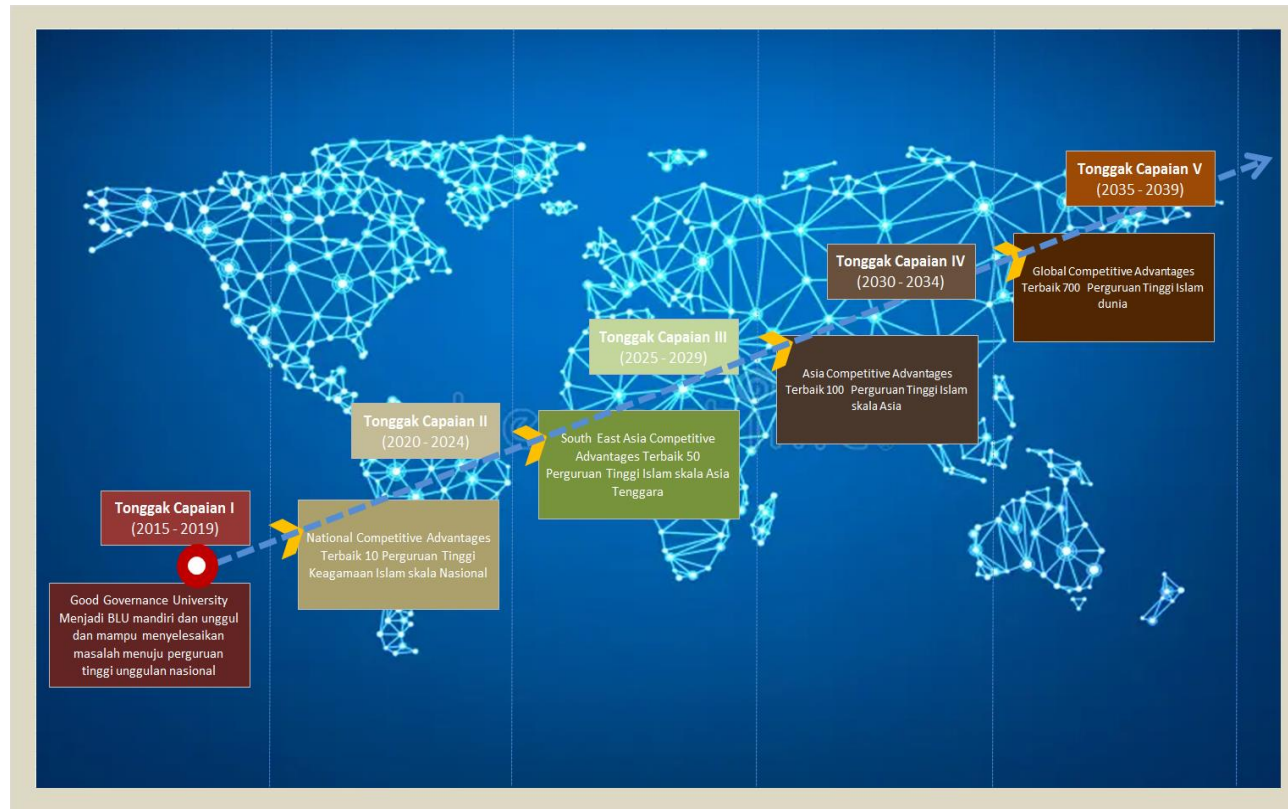 Tonggak Capaian I
(2015 - 2019)
Good Governance University
Menjadi BLU mandiri dan unggul
dan mampu menyelesaikan
masalah menuju perguruan
tinggi unggulan nasional
Tonggak Capaian II
(2020 - 2024)
National Competitive Advantages
Terbaik 10 Perguruan Tinggi
Keagamaan Islam skala Nasional
Tonggak Capaian III
(2025 - 2029)
South East Asia Competitive
Advantages Terbaik 50
Perguruan Tinggi Islam skala Asia
Tenggara
Tonggak Capaian IV
(2030 - 2034)
Asia Competitive Advantages
Terbaik 100 Perguruan Tinggi Islam
skala Asia
Tonggak Capaian V
(2035 - 2039)
Global Competitive Advantages
Terbaik 700 Perguruan Tinggi Islam
dunia